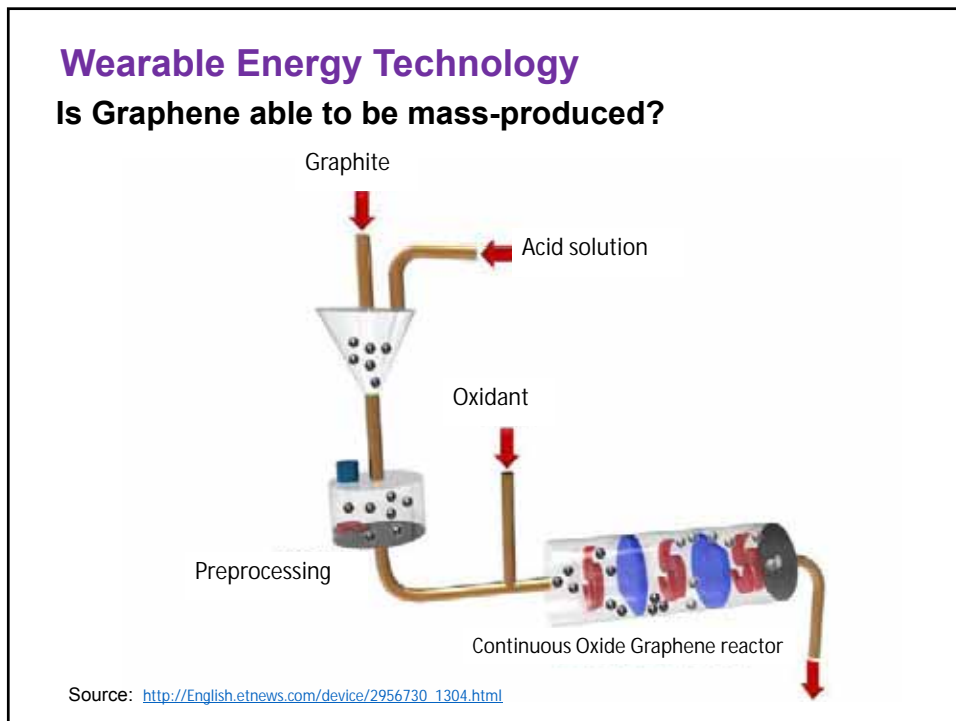 Wearable Energy Technology
Is Graphene able to be mass-produced?
Graphite
Acid solution
Oxidant
Preprocessing
Continuous Oxide Graphene reactor
Source: http://English.etnews.com/device/2956730_1304.html